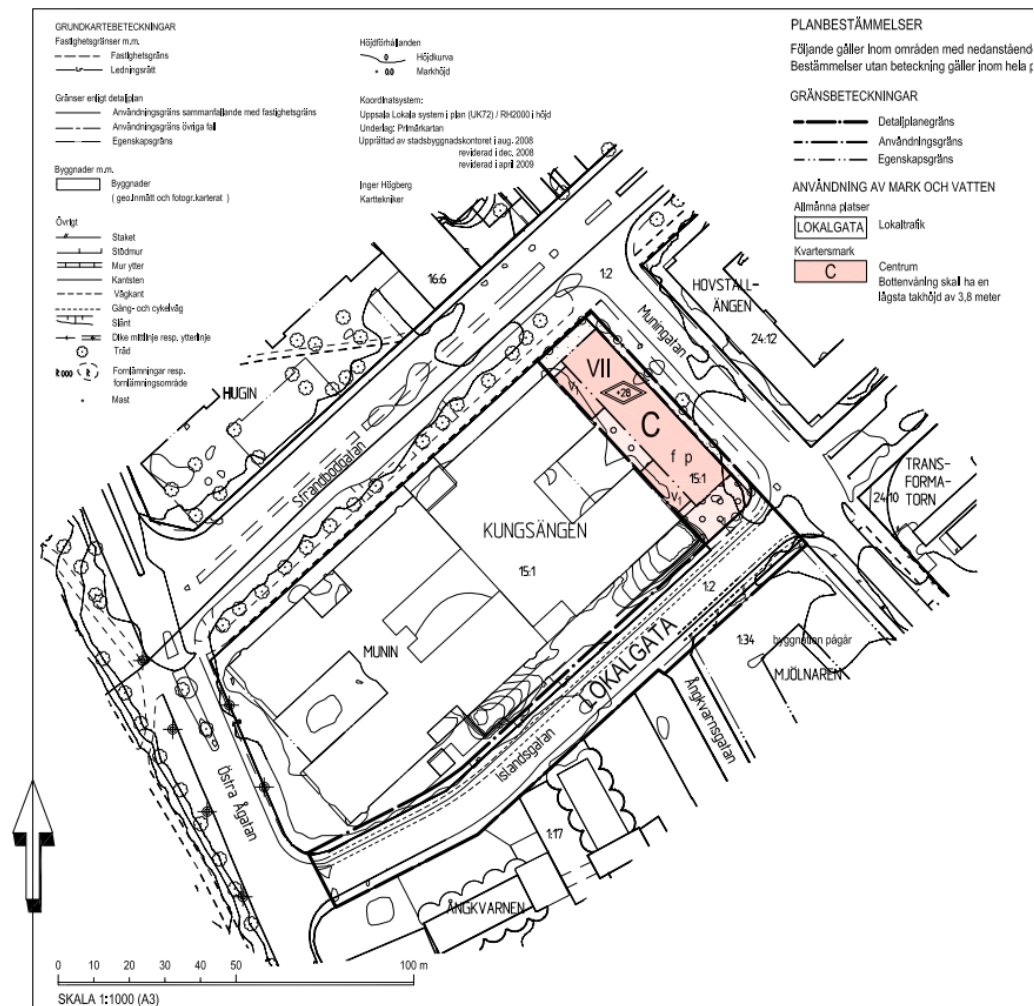 GRUNDKARTEBETECKNINGAR
Fastighetsgränser m.m.
Fastighetsgräns
Ledningsrätt
Gränser enligt detaljplan
Användningsgräns sammanfallande med fastighetsgräns
Användningsgräns övriga fall
Egenskapsgräns
Byggnader m.m.
Byggnader
( geo.inmätt och fotogr.karterat )
Övrigt
Staket
Stödmur
Mur ytter
Kantsten
Vägkant
Gång- och cykelväg
Slänt
Dike mittlinje resp. ytterlinje
Träd
R:000 R Fornlämningar resp.
fornlämningsområde
Mast
Höjdförhållanden
0 Höjdkurva
0.0 Markhöjd
Koordinatsystem:
Uppsala Lokala system i plan (UK72) / RH2000 i höjd
Underlag: Primärkartan
Upprättad av stadsbyggnadskontoret i aug. 2008
reviderad i dec. 2008
reviderad i april 2009
Inger Högberg
Karttekniker
PLANBESTÄMMELSER
Följande gäller inom områden med nedanstående
Bestämmelser utan beteckning gäller inom hela p
GRÄNSBETECKNINGAR
Detaljplanegräns
Användningsgräns
Egenskapsgräns
ANVÄNDNING AV MARK OCH VATTEN
Allmänna platser
LOKALGATA Lokaltrafik
Kvartersmark
C Centrum
Bottenvåning skall ha en
lägsta takhöjd av 3,8 meter
16:6
1:2
HOVSTALL-
ÄNGEN
24:12
Muningatan
HUGIN
VII
+28
v1
C
f p
15:1
v1
TRANS-
FORMA-
TORN
24:10
Strandbodgatan
KUNGSÄNGEN
15:1
1:2
MUNIN
LOKALGATA
1:34 byggnation pågår
MJÖLNAREN
Ångkvarnsgatan
Islandsgatan
Östra Ågatan
1:17
ÅNGKVARNEN
0 10 20 30 40 50 100 m
SKALA 1:1000 (A3)